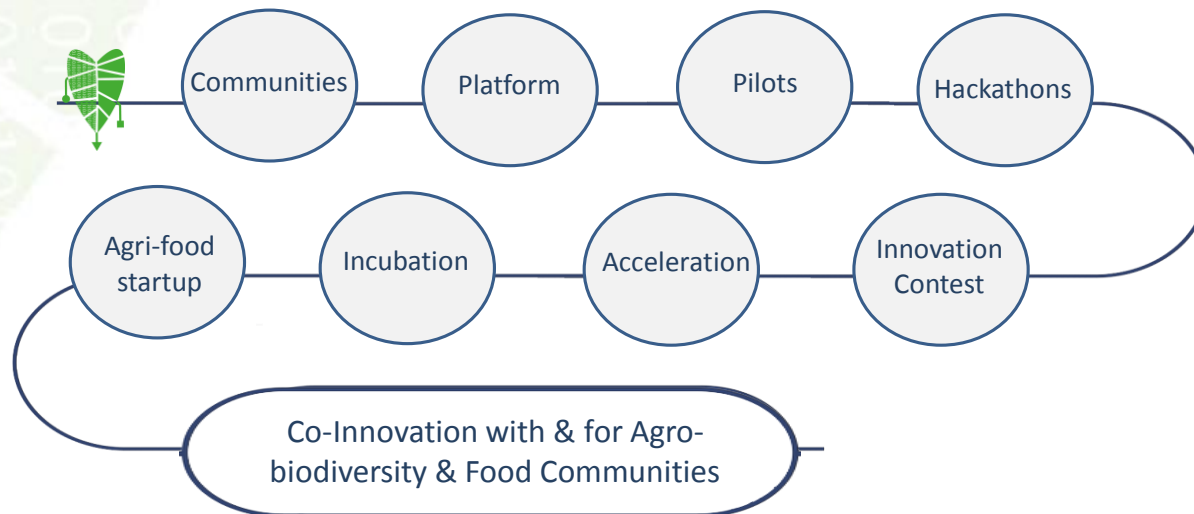 Communities
Platform
Pilots
Hackathons
Agri-food
startup
Incubation
Acceleration
Innovation
Contest
Co-Innovation with & for Agro-
biodiversity & Food Communities